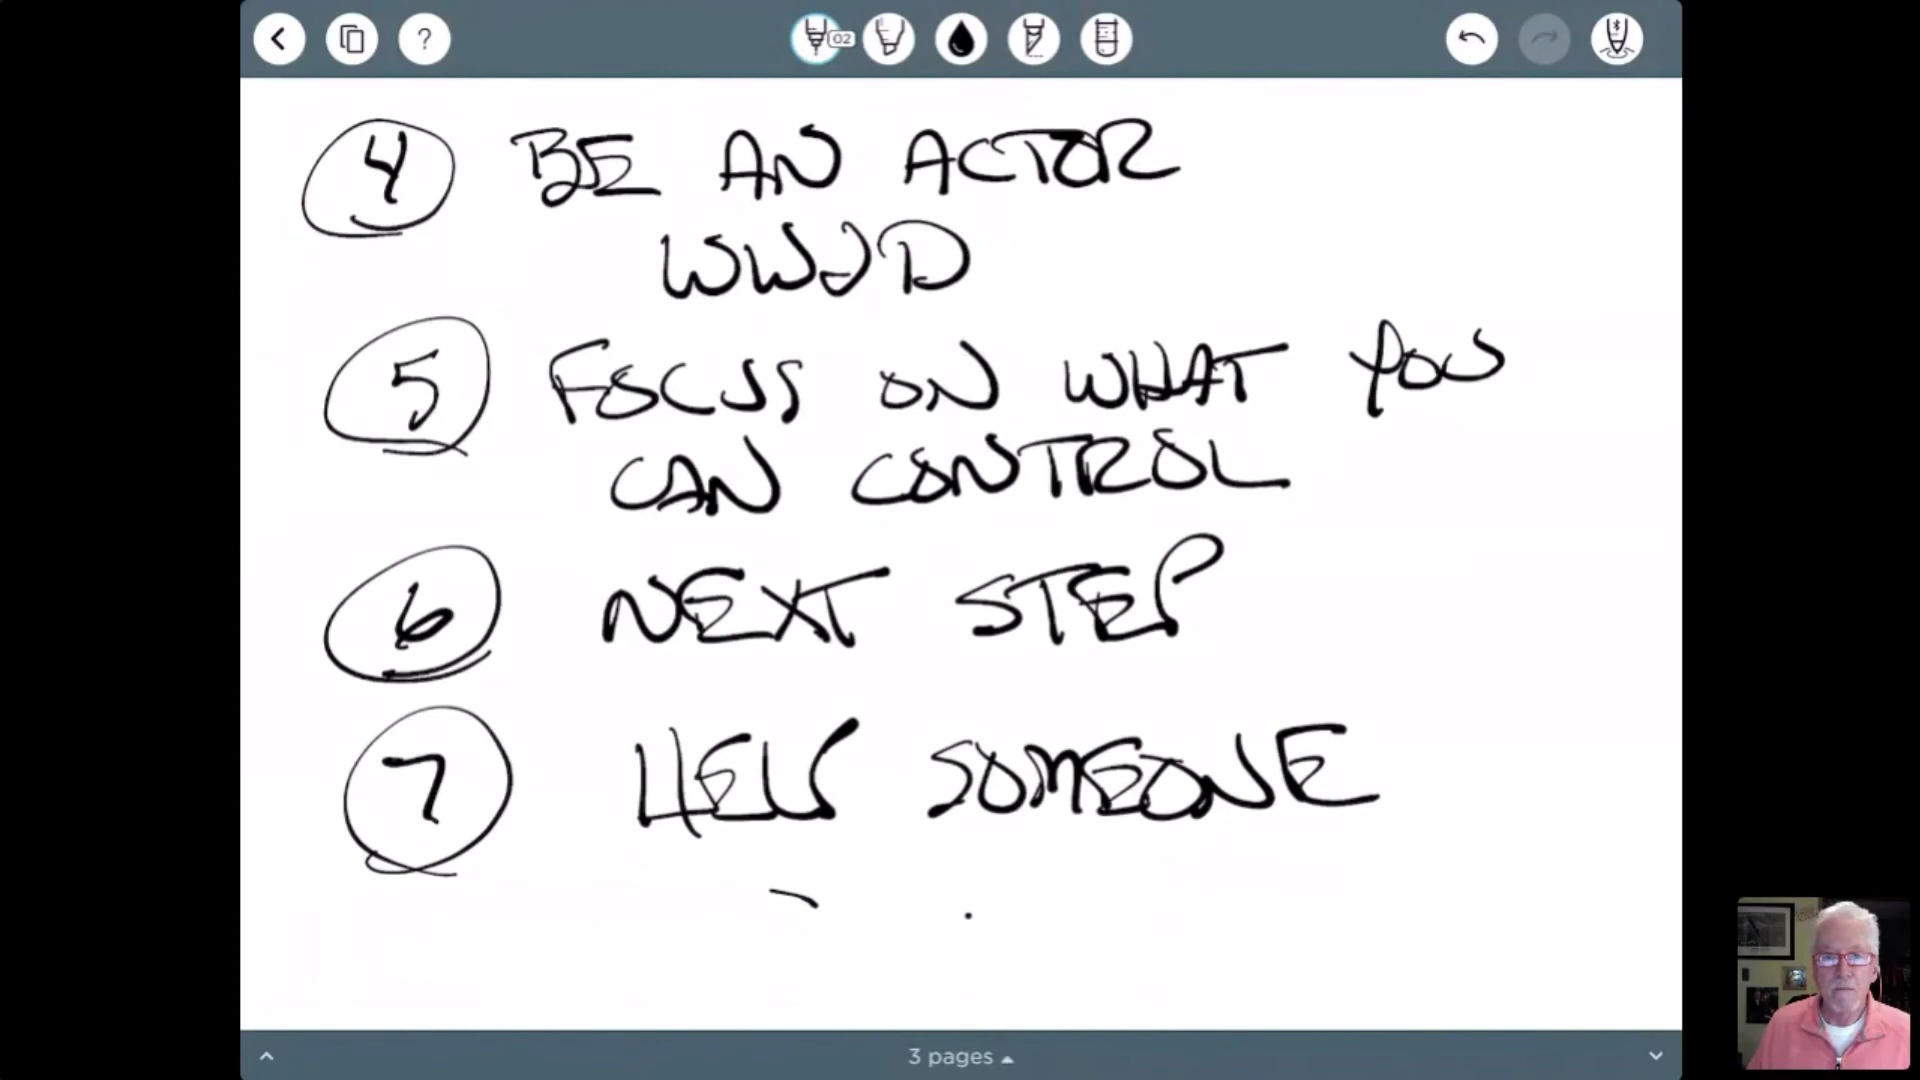 ?
02
4 BE AN ACTOR
WWJD
5 FOCUS ON WHAT YOU
CAN CONTROL
6 NEXT STEP
7 HELP SOMEONE
3 pages